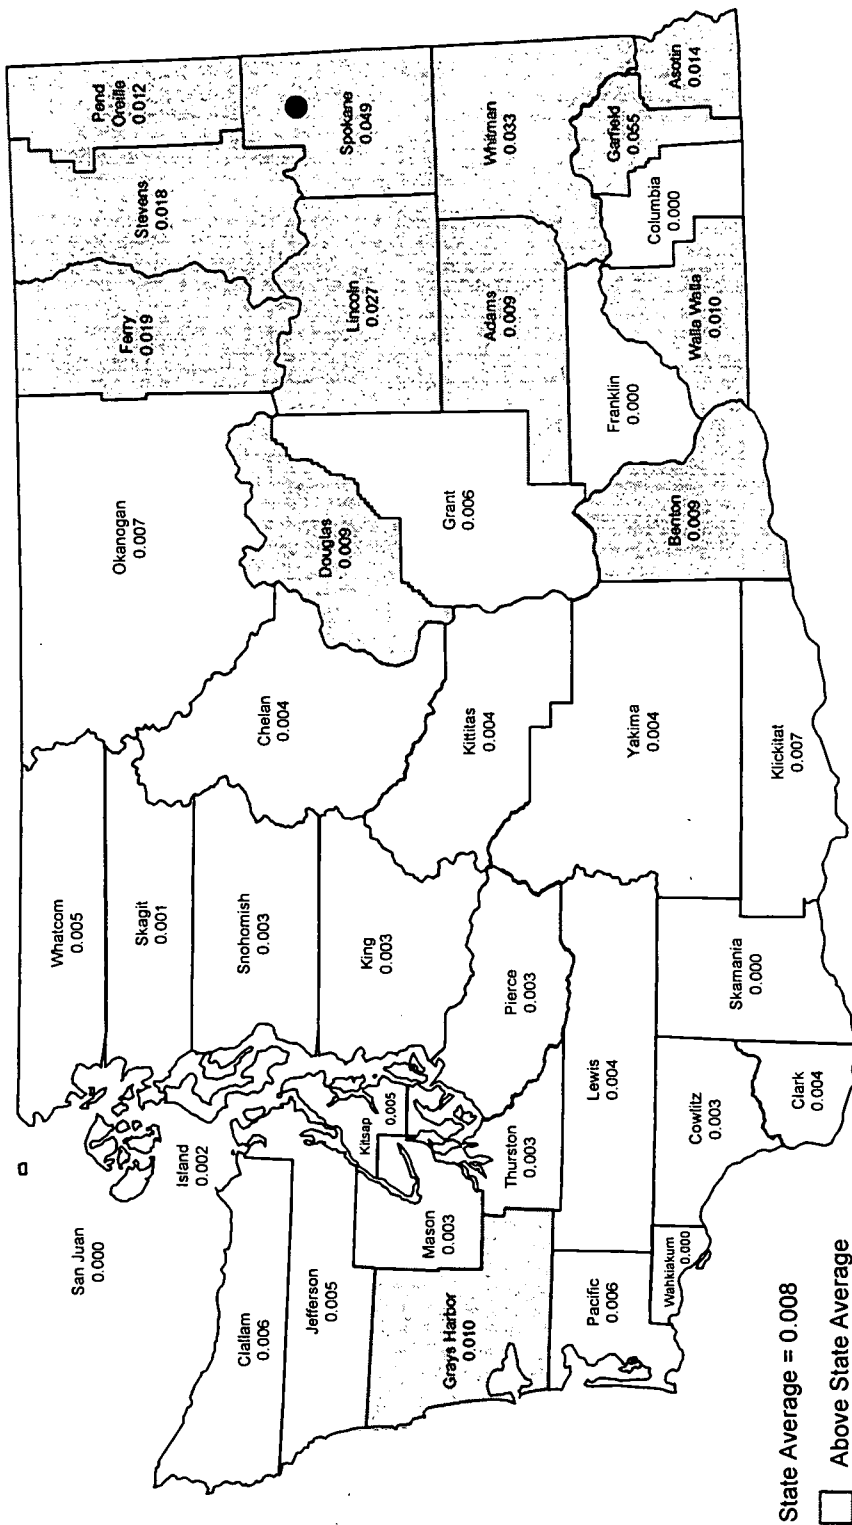 San Juan
0.000
Whatcom
0.005
Skagit
0.001
Island
0.002
Snohomish
0.003
Okanogan
0.007
Ferry
0.019
Stevens
0.018
Pend
Oreille
0.012
Clallam
0.006
Jefferson
0.005
Kitsap
0.005
King
0.003
Chelan
0.004
Douglas
0.009
Lincoln
0.027
Spokane
0.049
Grays Harbor
0.010
Mason
0.003
Thurston
0.003
Pierce
0.003
Kittitas
0.004
Grant
0.006
Adams
0.009
Whitman
0.033
Pacific
0.006
Lewis
0.004
Yakima
0.004
Franklin
0.000
Garfield
0.055
Wahkiakum
0.000
Cowlitz
0.003
Skamania
0.000
Benton
0.009
Walla Walla
0.010
Columbia
0.000
Asotin
0.014
Clark
0.004
Klickitat
0.007
State Average = 0.008
Above State Average